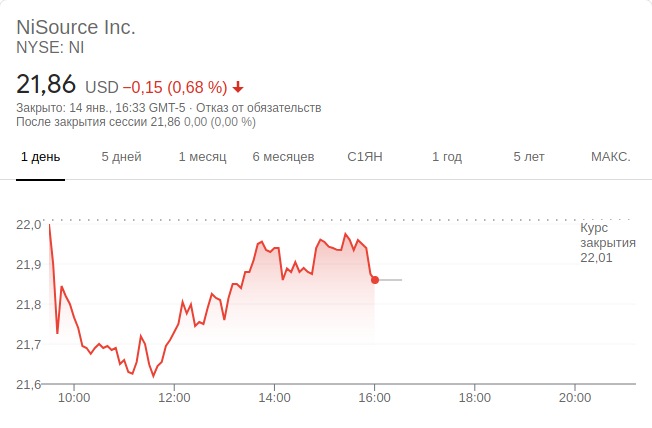 NiSource Inc.
NYSE: NI
21,86 USD −0,15 (0,68 %)
Закрыто: 14 янв., 16:33 GMT-5 · Отказ от обязательств
После закрытия сессии 21,86 0,00 (0,00 %)
1 день 5 дней 1 месяц 6 месяцев С1ЯН 1 год 5 лет МАКС.
22,0
21,9
21,8
21,7
21,6
Курс
закрытия
22,01
10:00 12:00 14:00 16:00 18:00 20:00